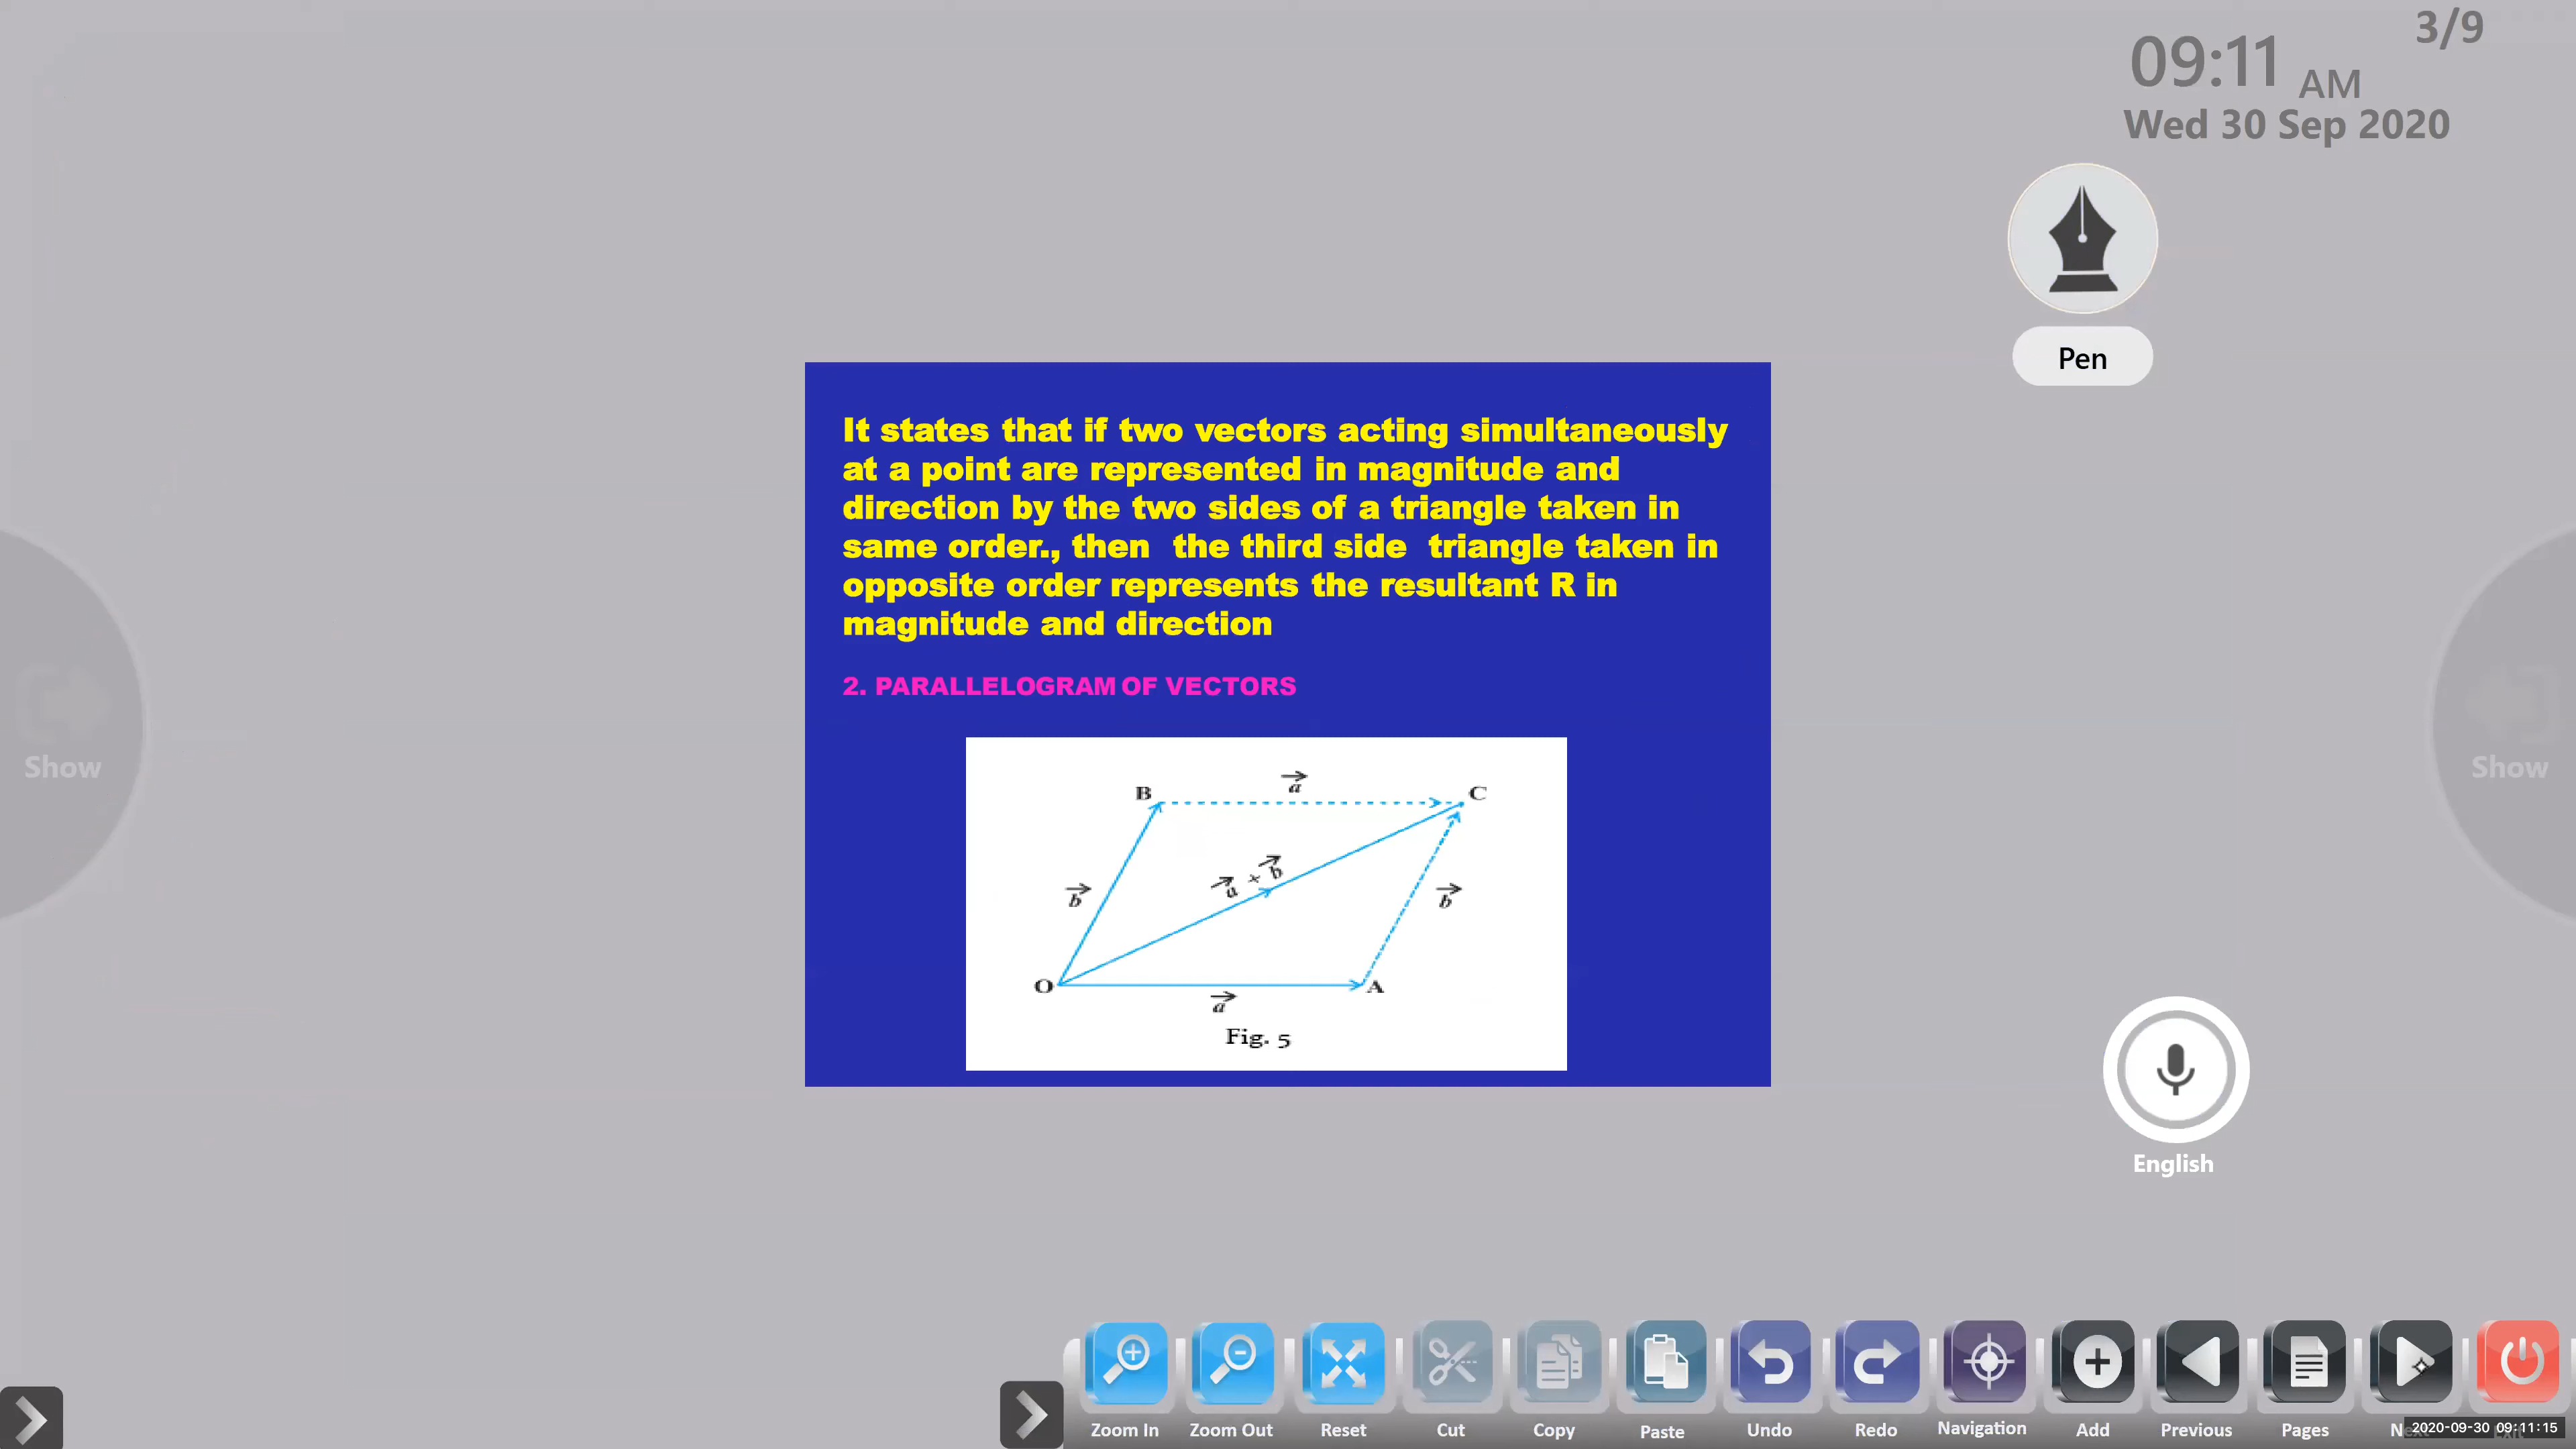 3/9
09:11 AM
Wed 30 Sep 2020
Pen
It states that if two vectors acting simultaneously
at a point are represented in magnitude and
direction by the two sides of a triangle taken in
same order., then the third side triangle taken in
opposite order represents the resultant R in
magnitude and direction
2. PARALLELOGRAM OF VECTORS
a
B
C
a + b
b
b
O
A
a
Fig. 5
Show
Show
English
Zoom In
Zoom Out
Reset
Cut
Copy
Paste
Undo
Redo
Navigation
Add
Previous
Pages
2020-09-30 09:11:15